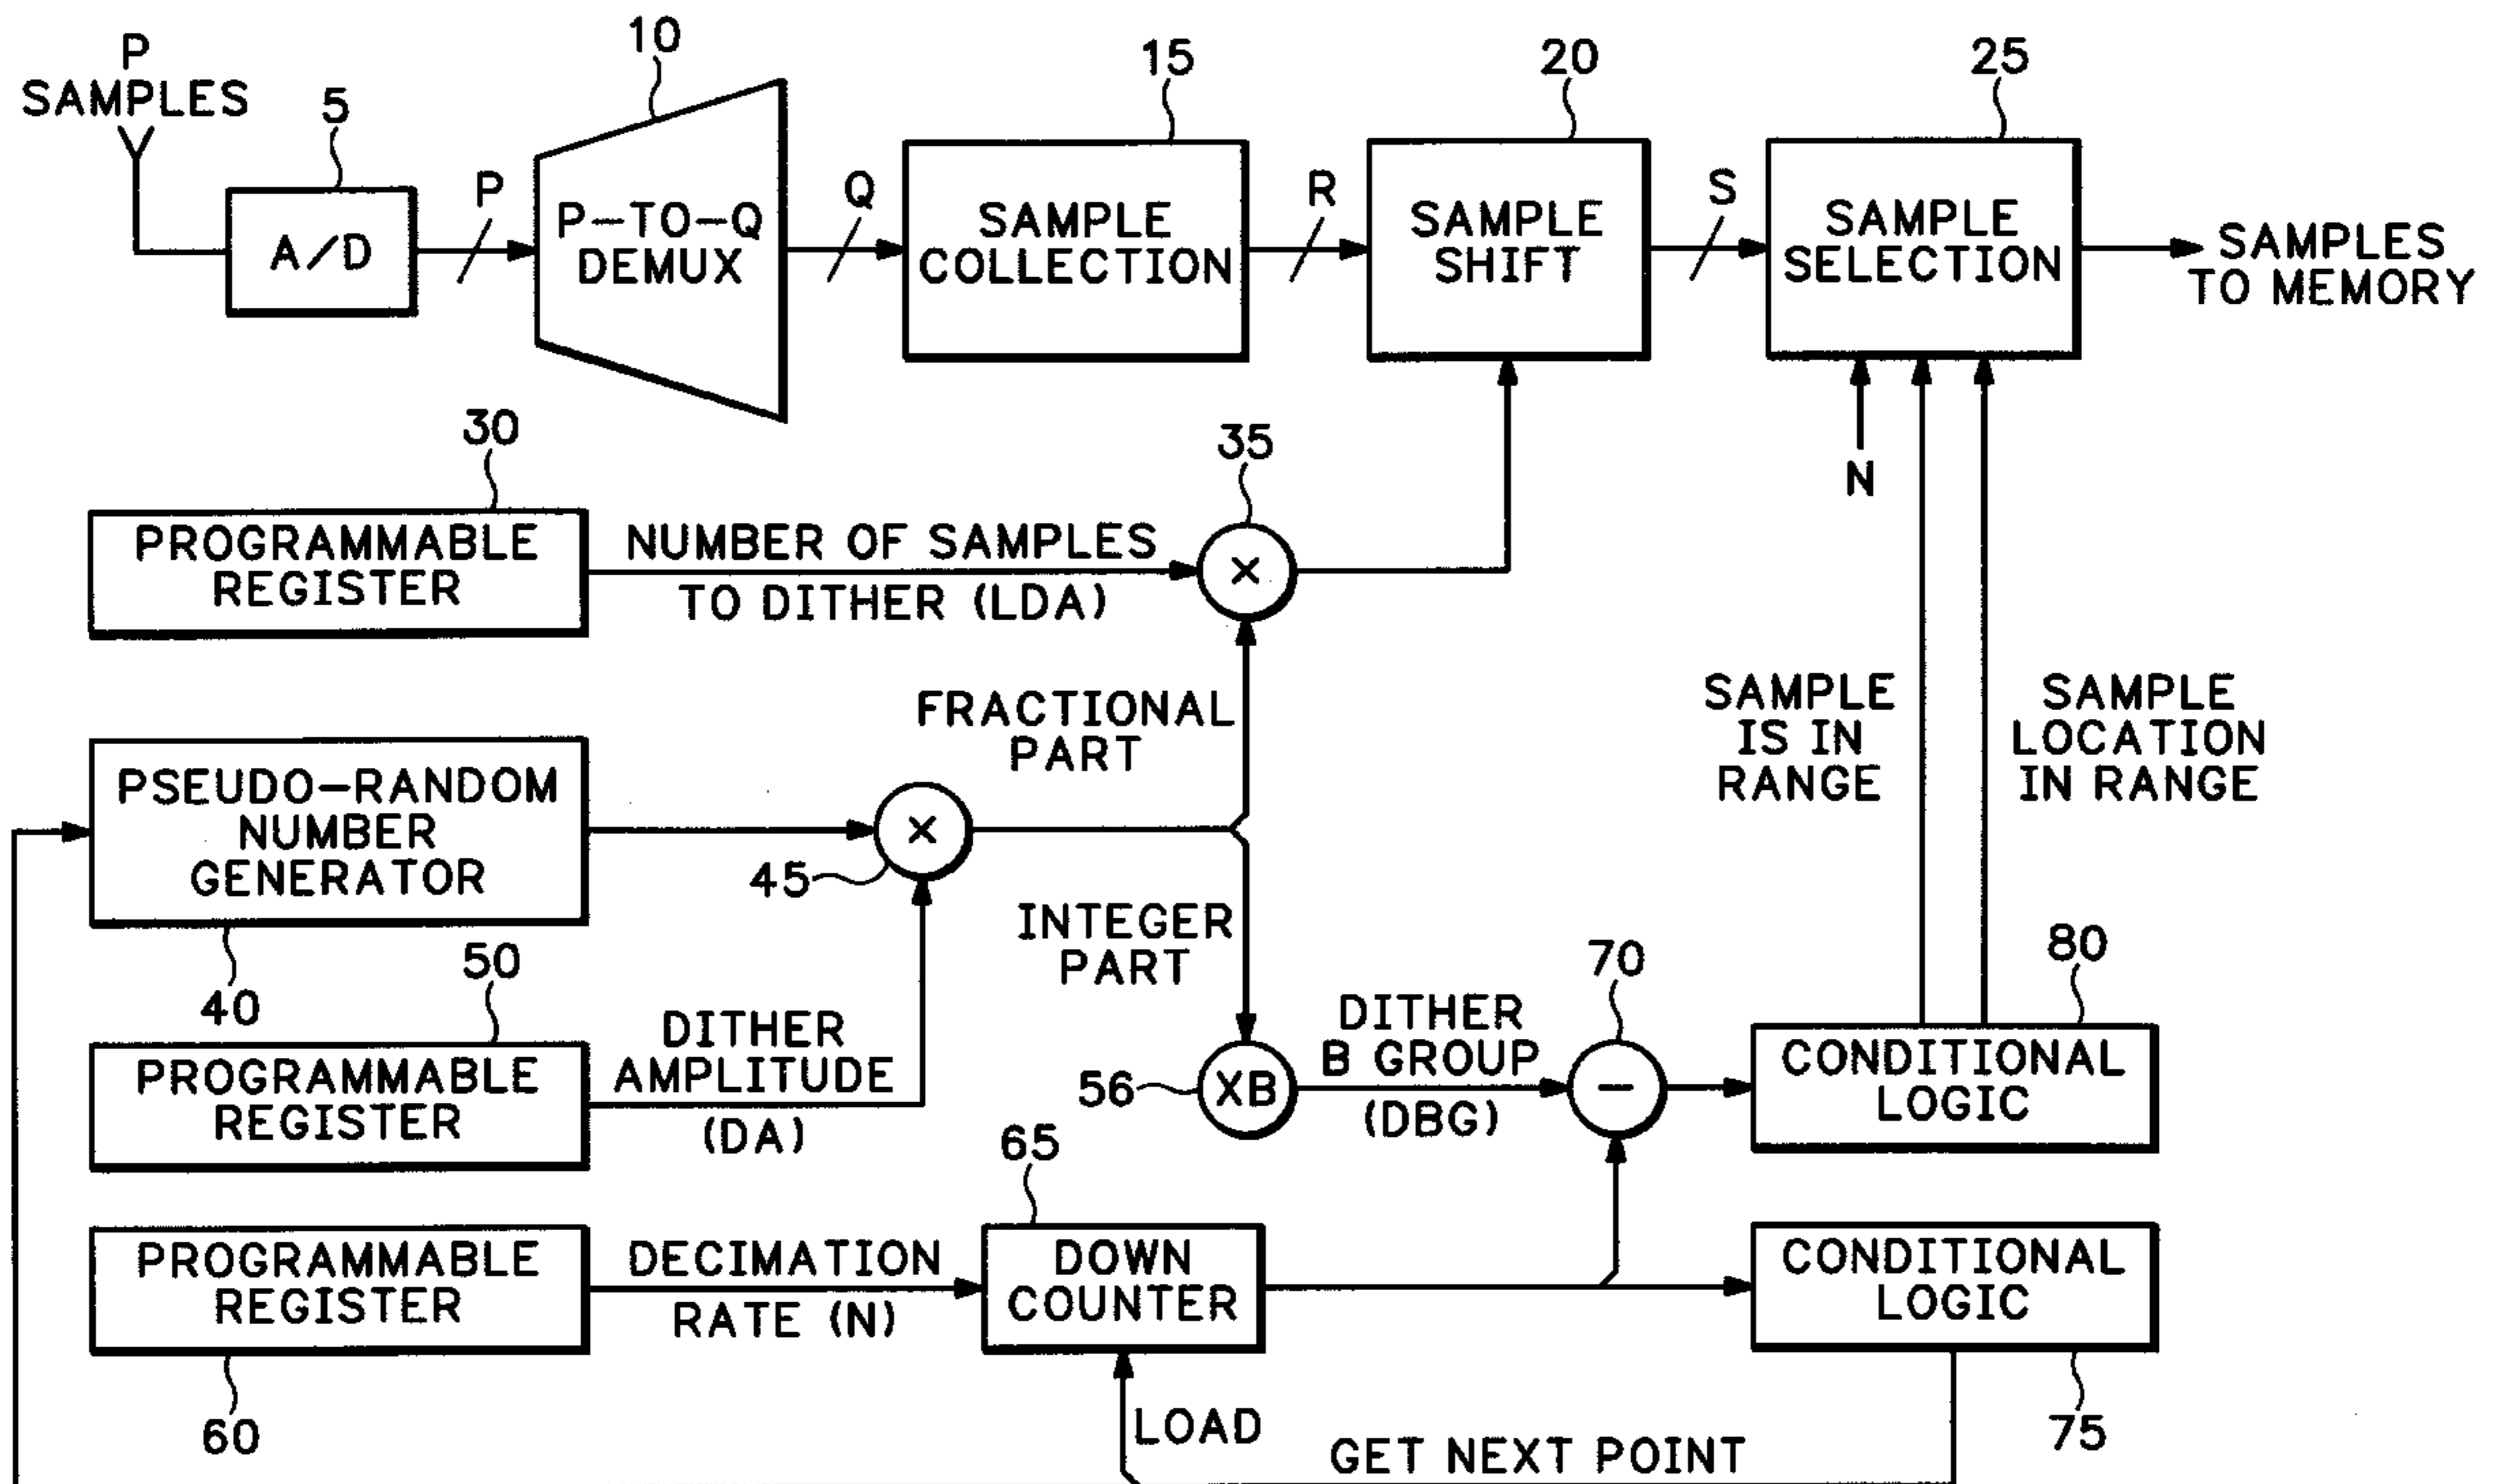 P
SAMPLES
5
10
15
20
25
A/D
P
P-TO-Q
DEMUX
Q
SAMPLE
COLLECTION
R
SAMPLE
SHIFT
S
SAMPLE
SELECTION
SAMPLES
TO MEMORY
N
30
PROGRAMMABLE
REGISTER
NUMBER OF SAMPLES
TO DITHER (LDA)
35
×
FRACTIONAL
PART
SAMPLE
IS IN
RANGE
SAMPLE
LOCATION
IN RANGE
PSEUDO-RANDOM
NUMBER
GENERATOR
40
45
×
INTEGER
PART
50
PROGRAMMABLE
REGISTER
DITHER
AMPLITUDE
(DA)
56
XB
DITHER
B GROUP
(DBG)
70
−
80
CONDITIONAL
LOGIC
PROGRAMMABLE
REGISTER
60
DECIMATION
RATE (N)
65
DOWN
COUNTER
CONDITIONAL
LOGIC
75
LOAD
GET NEXT POINT